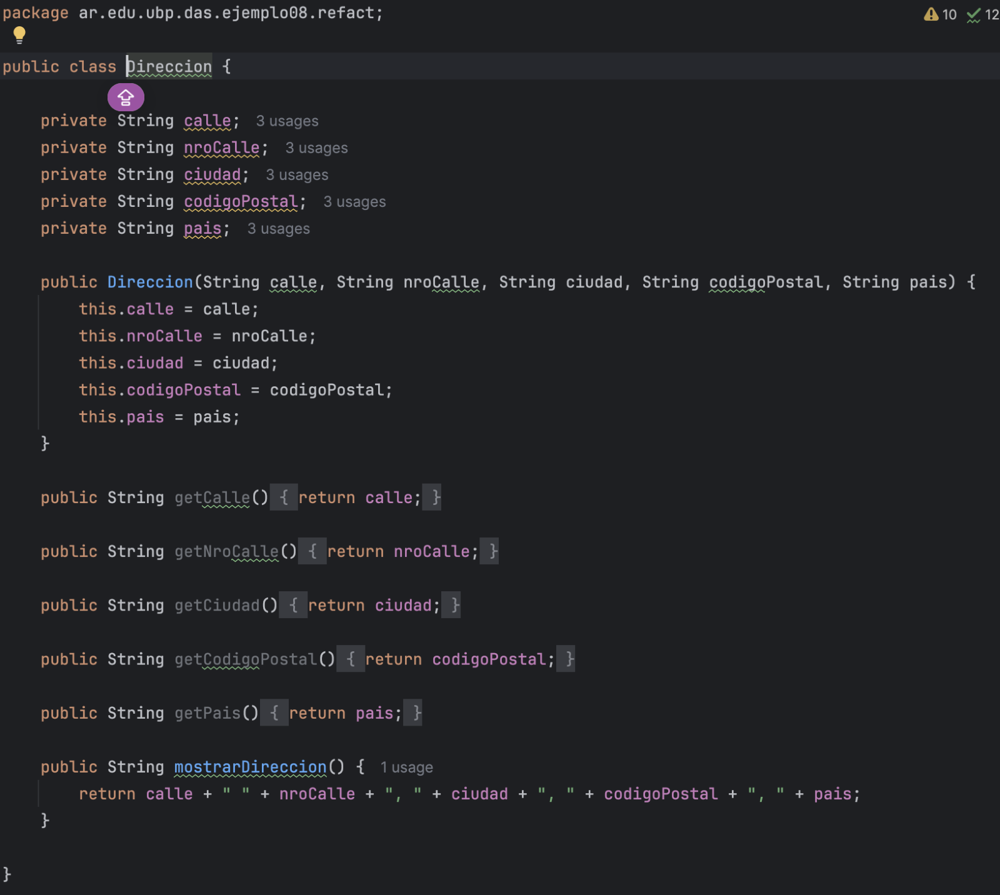 package ar.edu.ubp.das.ejemplo08.refact;
10 12
public class Direccion {
private String calle; 3 usages
private String nroCalle; 3 usages
private String ciudad; 3 usages
private String codigoPostal; 3 usages
private String pais; 3 usages
public Direccion(String calle, String nroCalle, String ciudad, String codigoPostal, String pais) {
this.calle = calle;
this.nroCalle = nroCalle;
this.ciudad = ciudad;
this.codigoPostal = codigoPostal;
this.pais = pais;
}
public String getCalle() { return calle; }
public String getNroCalle() { return nroCalle; }
public String getCiudad() { return ciudad; }
public String getCodigoPostal() { return codigoPostal; }
public String getPais() { return pais; }
public String mostrarDireccion() { 1 usage
return calle + " " + nroCalle + ", " + ciudad + ", " + codigoPostal + ", " + pais;
}
}